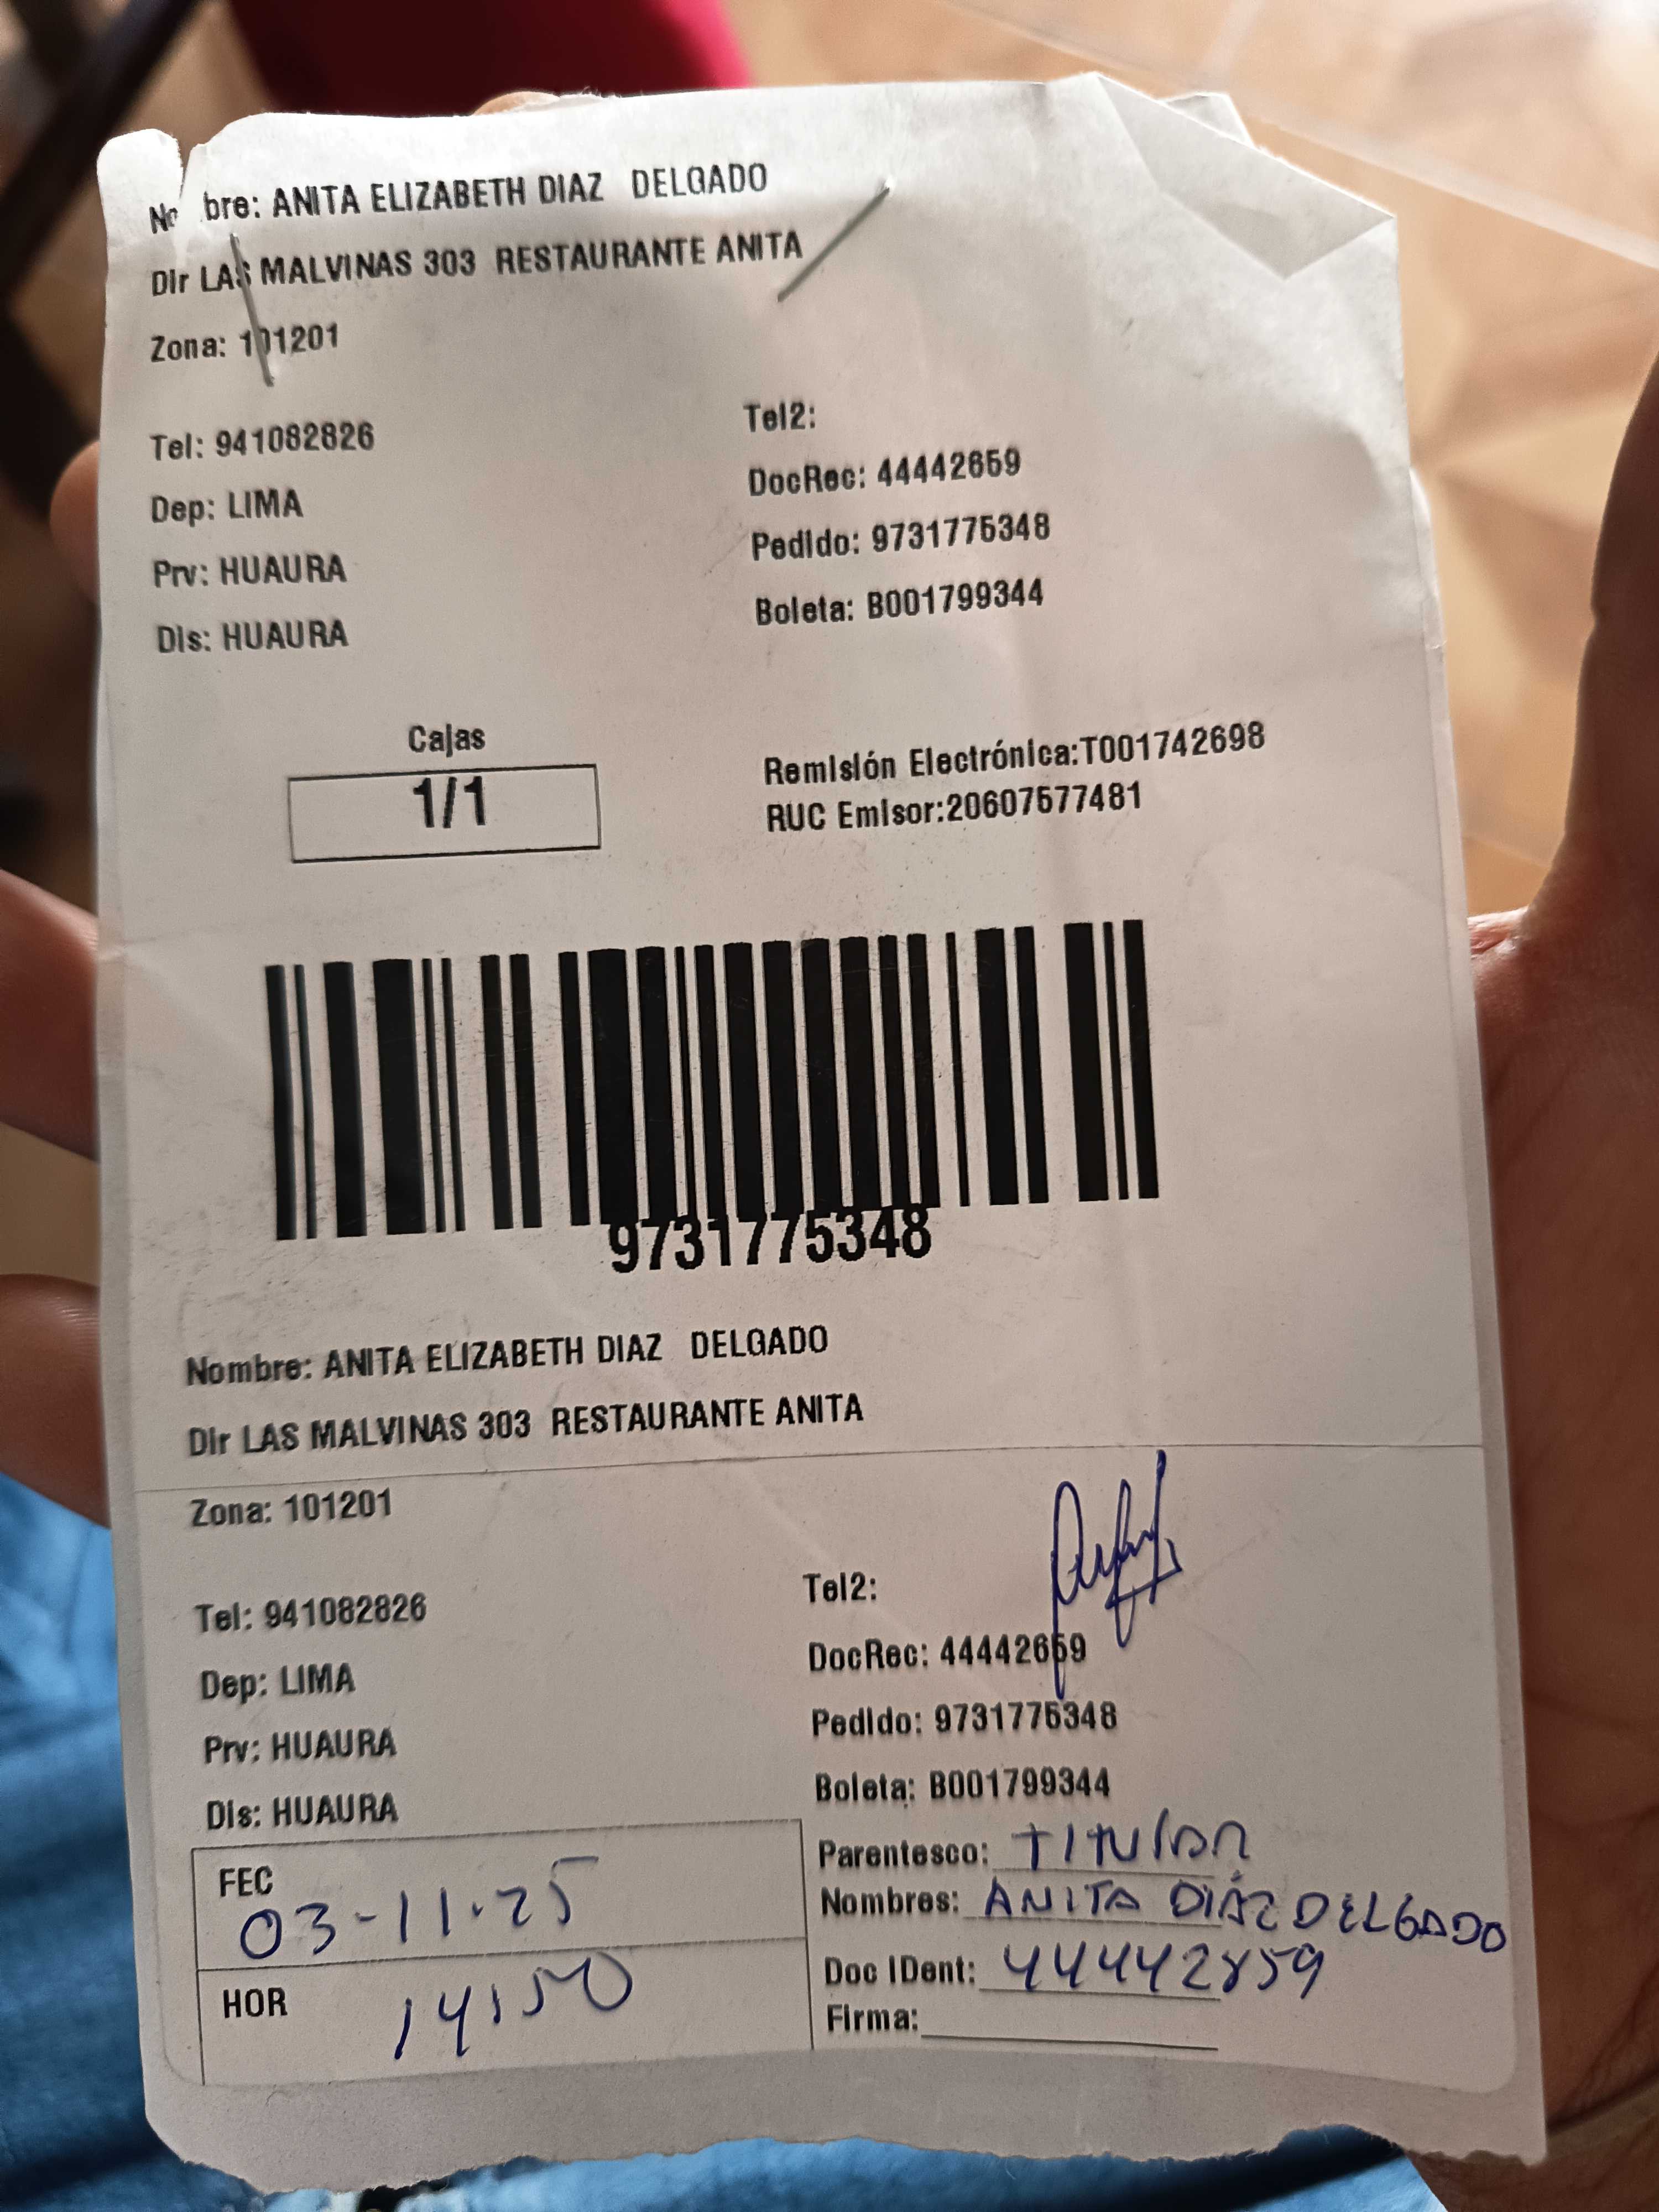 Nombre: ANITA ELIZABETH DIAZ DELGADO
Dir LAS MALVINAS 303 RESTAURANTE ANITA
Zona: 101201
Tel: 941082826
Tel2:
Dep: LIMA
DocRec: 44442659
Prv: HUAURA
Pedido: 9731775348
Dis: HUAURA
Boleta: B001799344
Cajas
1/1
Remisión Electrónica:T001742698
RUC Emisor:20607577481
9731775348
Nombre: ANITA ELIZABETH DIAZ DELGADO
Dir LAS MALVINAS 303 RESTAURANTE ANITA
Zona: 101201
Tel: 941082826
Tel2:
Dep: LIMA
DocRec: 44442659
Prv: HUAURA
Pedido: 9731775348
Dis: HUAURA
Boleta: B001799344
FEC
03-11-25
HOR
14:50
Parentesco: TITULAR
Nombres: ANITA DIÁZ DELGADO
Doc IDent: 44442859
Firma: